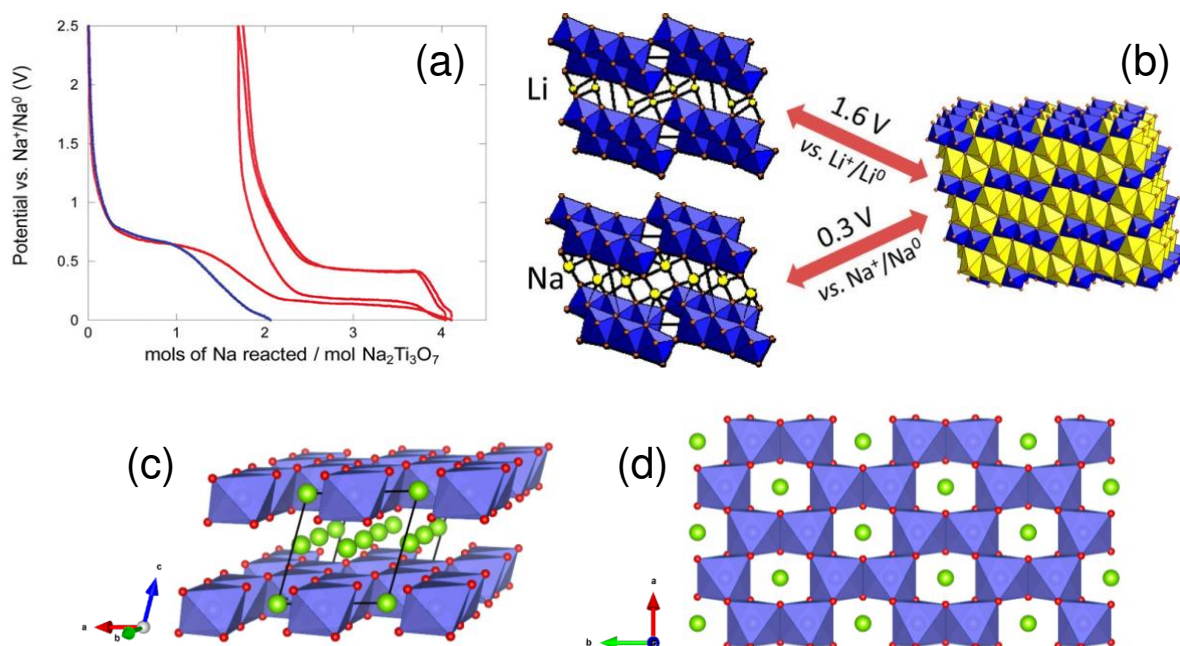 (a)
2.5
2
1.5
1
0.5
0
Potential vs. Na⁺/Na⁰ (V)
0 1 2 3 4
mols of Na reacted / mol Na₂Ti₃O₇
(b)
Li
1.6 V
vs. Li⁺/Li⁰
Na
0.3 V
vs. Na⁺/Na⁰
(c)
c
a
b
(d)
a
b